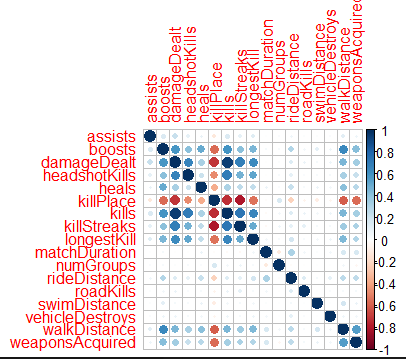 assists
boosts
damageDealt
headshotKills
heals
killPlace
kills
killStreaks
longestKill
matchDuration
numGroups
rideDistance
roadKills
swimDistance
vehicleDestroys
walkDistance
weaponsAcquired
assists
boosts
damageDealt
headshotKills
heals
killPlace
kills
killStreaks
longestKill
matchDuration
numGroups
rideDistance
roadKills
swimDistance
vehicleDestroys
walkDistance
weaponsAcquired
1
0.8
0.6
0.4
0.2
0
-0.2
-0.4
-0.6
-0.8
-1